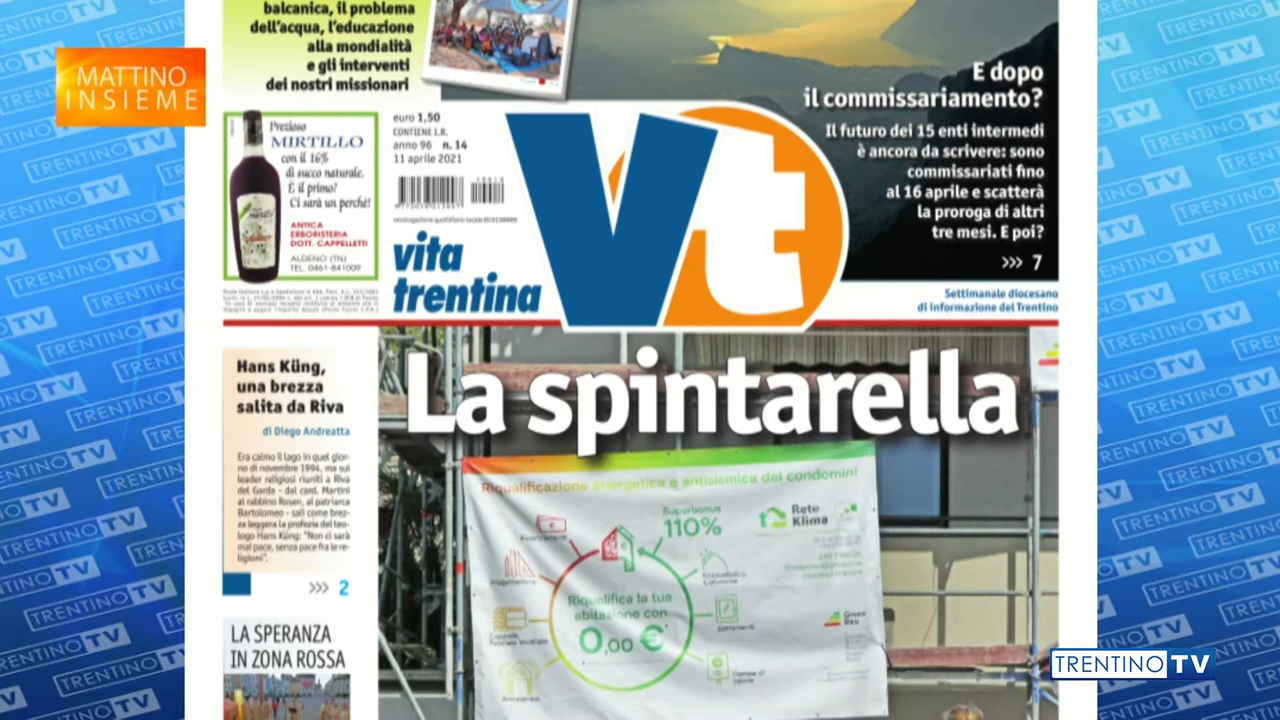 MATTINO
INSIEME
balcanica, il problema
dell'acqua, l'educazione
alla mondialità
e gli interventi
dei nostri missionari
Prezioso
MIRTILLO
con il 16%
di succo naturale.
È il primo?
Ci sarà un perchè!
ANTICA
ERBORISTERIA
DOTT. CAPPELLETTI
ALDENO (TN)
TEL. 0461-841009
euro 1,50
CONTIENE I.R.
anno 96 n. 14
11 aprile 2021
vita
trentina
Vt
E dopo
il commissariamento?
Il futuro dei 15 enti intermedi
è ancora da scrivere: sono
commissariati fino
al 16 aprile e scatterà
la proroga di altri
tre mesi. E poi?
>>> 7
Settimanale diocesano
di informazione del Trentino
Hans Küng,
una brezza
salita da Riva
di Diego Andreatta
Era calmo il lago in quel gior-
no di novembre 1994, ma sui
leader religiosi riuniti a Riva
del Garda - dal card. Martini
al rabbino Rosen, al patriarca
Bartolomeo - salì come brez-
za leggera la profezia del teo-
logo Hans Küng: "Non ci sarà
mai pace, senza pace fra le re-
ligioni".
>>> 2
LA SPERANZA
IN ZONA ROSSA
La spintarella
Riqualificazione energetica e antisismica dei condomini
Superbonus
110%
Rete
Klima
Riqualifica la tua
abitazione con
0,00 €*
Green
TRENTINO TV